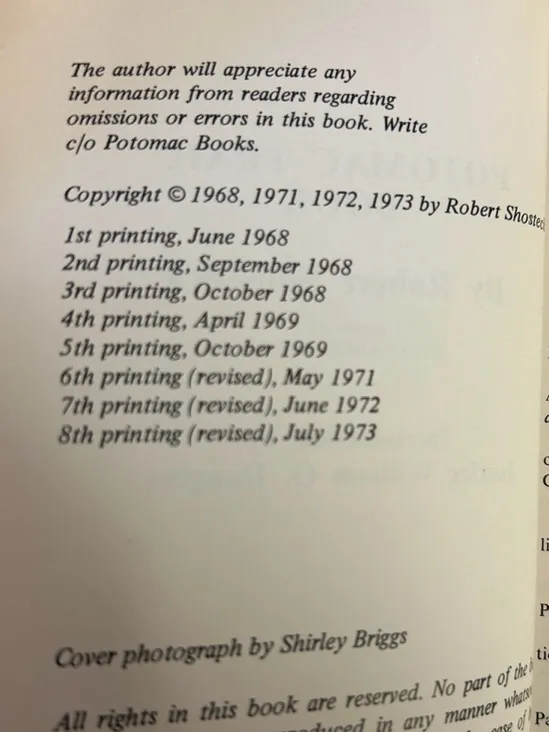 The author will appreciate any
information from readers regarding
omissions or errors in this book. Write
c/o Potomac Books.
Copyright © 1968, 1971, 1972, 1973 by Robert Shostec
1st printing, June 1968
2nd printing, September 1968
3rd printing, October 1968
4th printing, April 1969
5th printing, October 1969
6th printing (revised), May 1971
7th printing (revised), June 1972
8th printing (revised), July 1973
Cover photograph by Shirley Briggs
All rights in this book are reserved. No part of the
in any manner